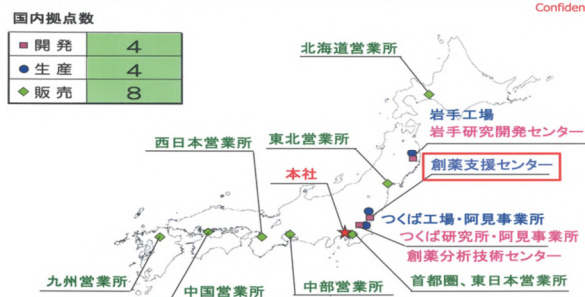 Confiden
国内拠点数
開発 4
生産 4
販売 8
北海道営業所
岩手工場
岩手研究開発センター
西日本営業所
東北営業所
創薬支援センター
本社
つくば工場・阿見事業所
つくば研究所・阿見事業所
創薬分析技術センター
九州営業所
中国営業所
中部営業所
首都圏、東日本営業所